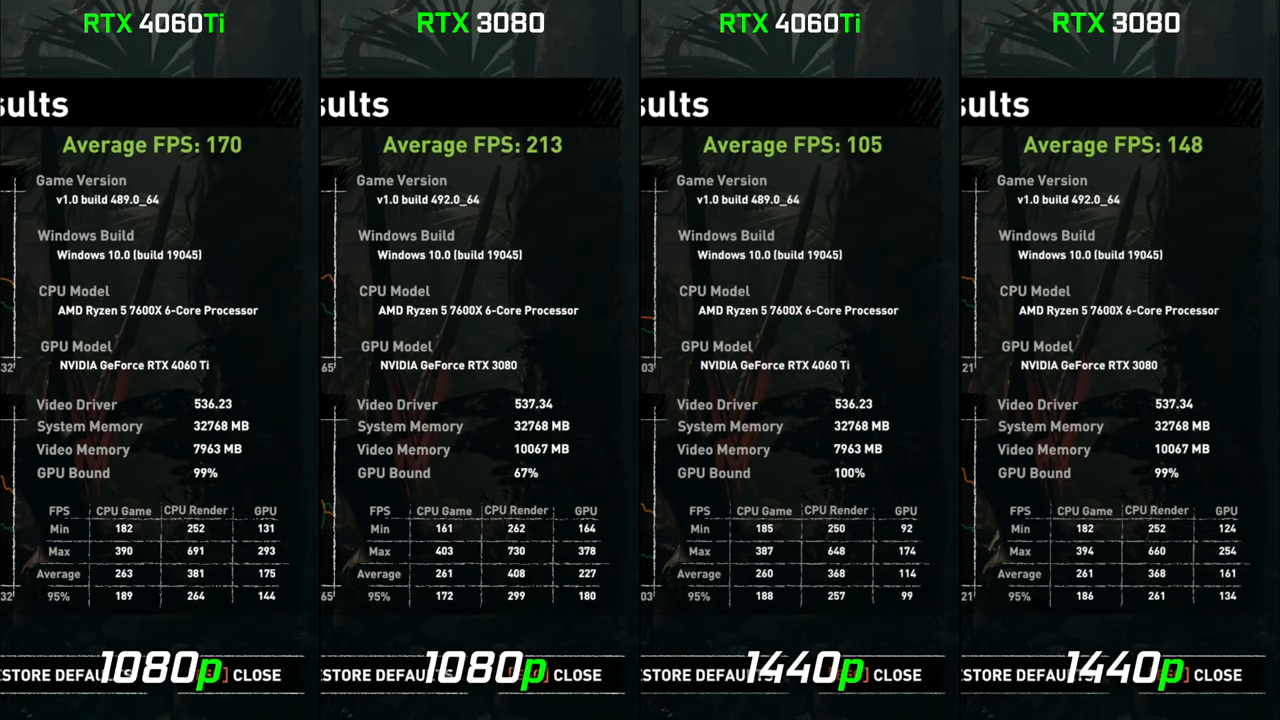 RTX 4060Ti
sults
Average FPS: 170
Game Version
v1.0 build 489.0_64
Windows Build
Windows 10.0 (build 19045)
CPU Model
AMD Ryzen 5 7600X 6-Core Processor
GPU Model
NVIDIA GeForce RTX 4060 Ti
32
Video Driver 536.23
System Memory 32768 MB
Video Memory 7963 MB
GPU Bound 99%
FPS CPU Game CPU Render GPU
Min 182 252 131
Max 390 691 293
Average 263 381 175
95% 189 264 144
32
ESTORE DEFAU ] CLOSE
1080p
RTX 3080
sults
Average FPS: 213
Game Version
v1.0 build 492.0_64
Windows Build
Windows 10.0 (build 19045)
CPU Model
AMD Ryzen 5 7600X 6-Core Processor
GPU Model
NVIDIA GeForce RTX 3080
65
Video Driver 537.34
System Memory 32768 MB
Video Memory 10067 MB
GPU Bound 67%
FPS CPU Game CPU Render GPU
Min 161 262 164
Max 403 730 378
Average 261 408 227
95% 172 299 180
65
STORE DEFAU ] CLOSE
1080p
RTX 4060Ti
sults
Average FPS: 105
Game Version
v1.0 build 489.0_64
Windows Build
Windows 10.0 (build 19045)
CPU Model
AMD Ryzen 5 7600X 6-Core Processor
GPU Model
NVIDIA GeForce RTX 4060 Ti
03
Video Driver 536.23
System Memory 32768 MB
Video Memory 7963 MB
GPU Bound 100%
FPS CPU Game CPU Render GPU
Min 185 250 92
Max 387 648 174
Average 260 368 114
95% 188 257 99
03
STORE DEFAU ] CLOSE
1440p
RTX 3080
sults
Average FPS: 148
Game Version
v1.0 build 492.0_64
Windows Build
Windows 10.0 (build 19045)
CPU Model
AMD Ryzen 5 7600X 6-Core Processor
GPU Model
NVIDIA GeForce RTX 3080
21
Video Driver 537.34
System Memory 32768 MB
Video Memory 10067 MB
GPU Bound 99%
FPS CPU Game CPU Render GPU
Min 182 252 124
Max 394 660 254
Average 261 368 161
95% 186 261 134
21
STORE DEFAU ] CLOSE
1440p